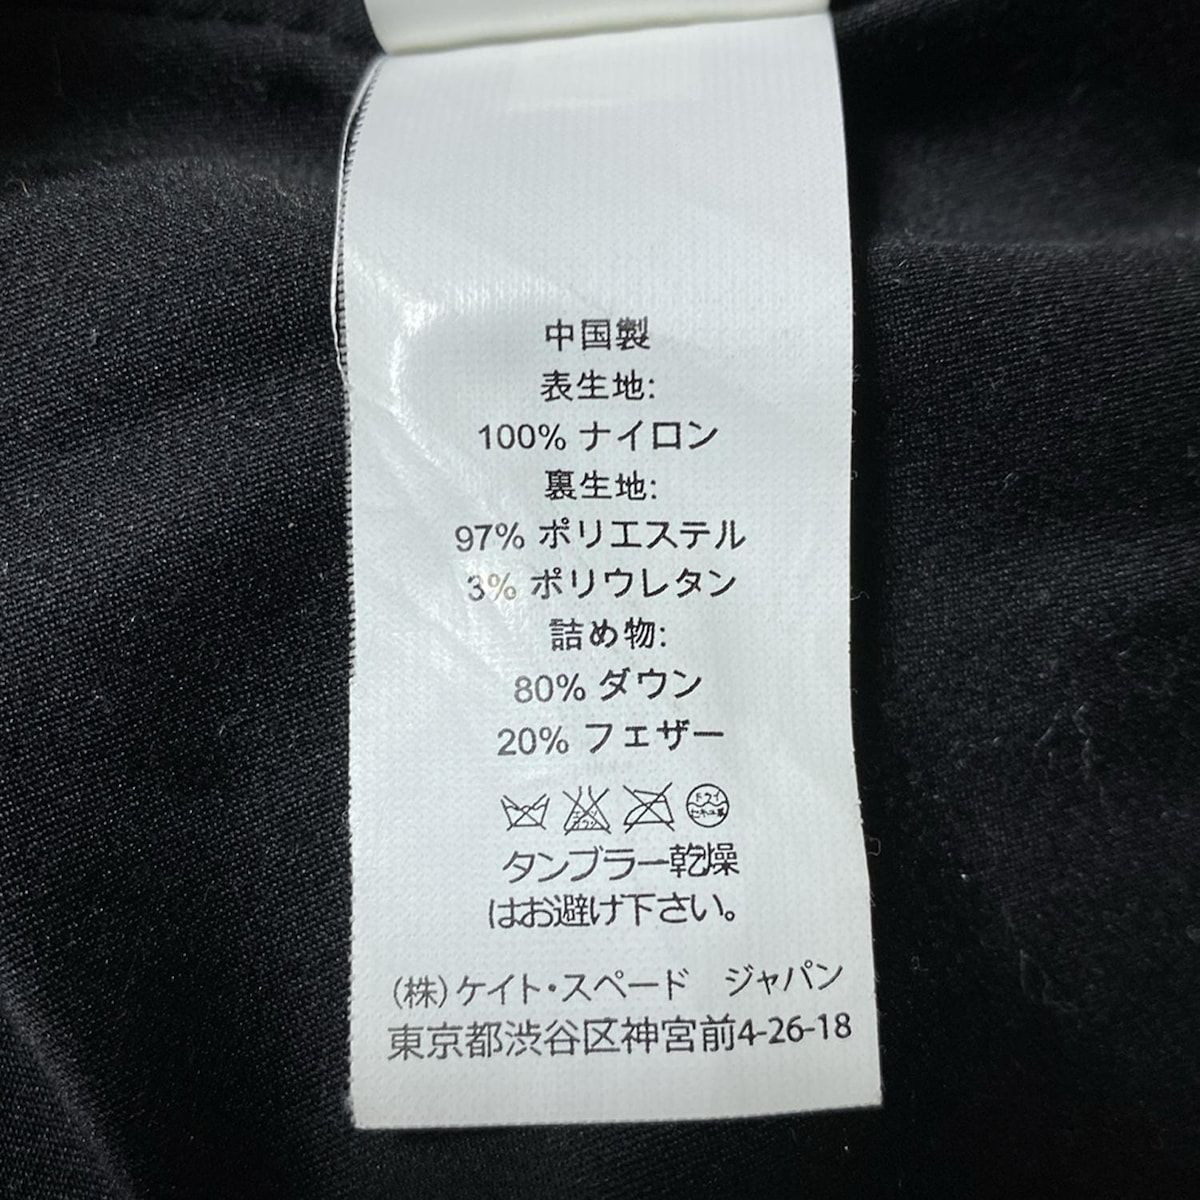 中国製
表生地:
100% ナイロン
裏生地:
97% ポリエステル
3% ポリウレタン
詰め物:
80% ダウン
20% フェザー
ドライ
タンブラー乾燥
はお避け下さい。
(株)ケイト・スペード ジャパン
東京都渋谷区神宮前4-26-18